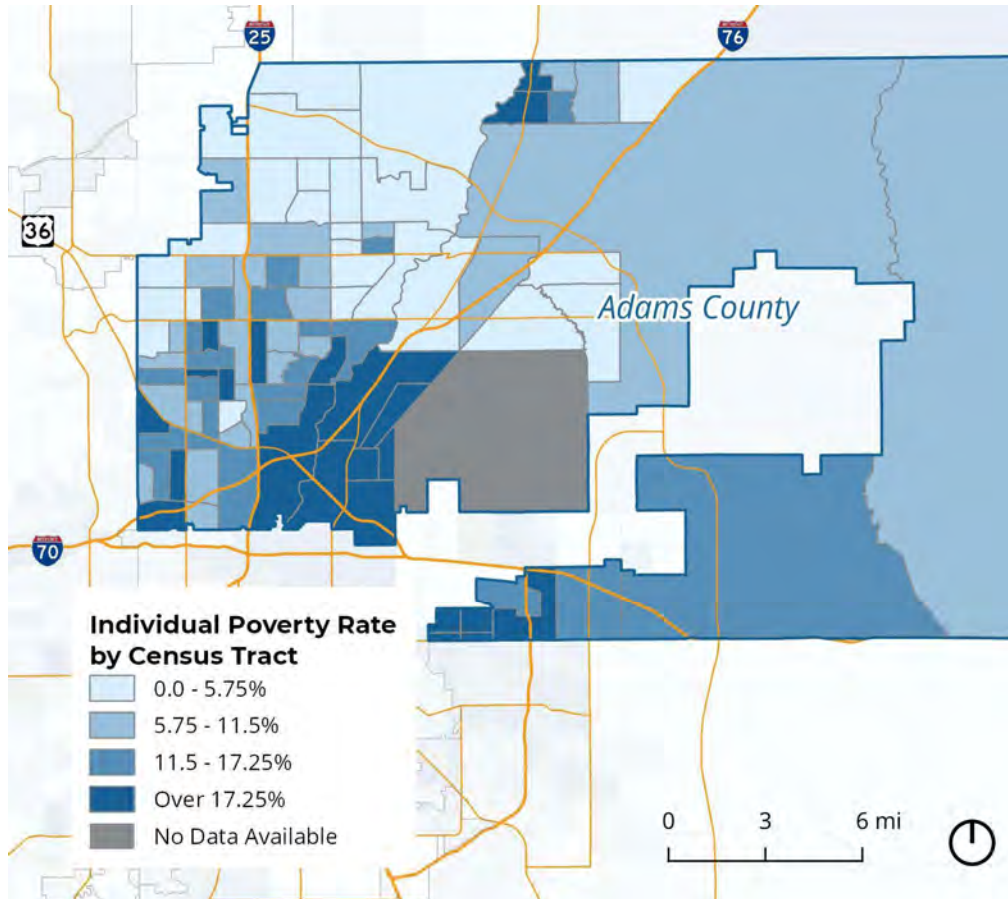 25
76
36
Adams County
70
Individual Poverty Rate
by Census Tract
0.0 - 5.75%
5.75 - 11.5%
11.5 - 17.25%
Over 17.25%
No Data Available
0 3 6 mi